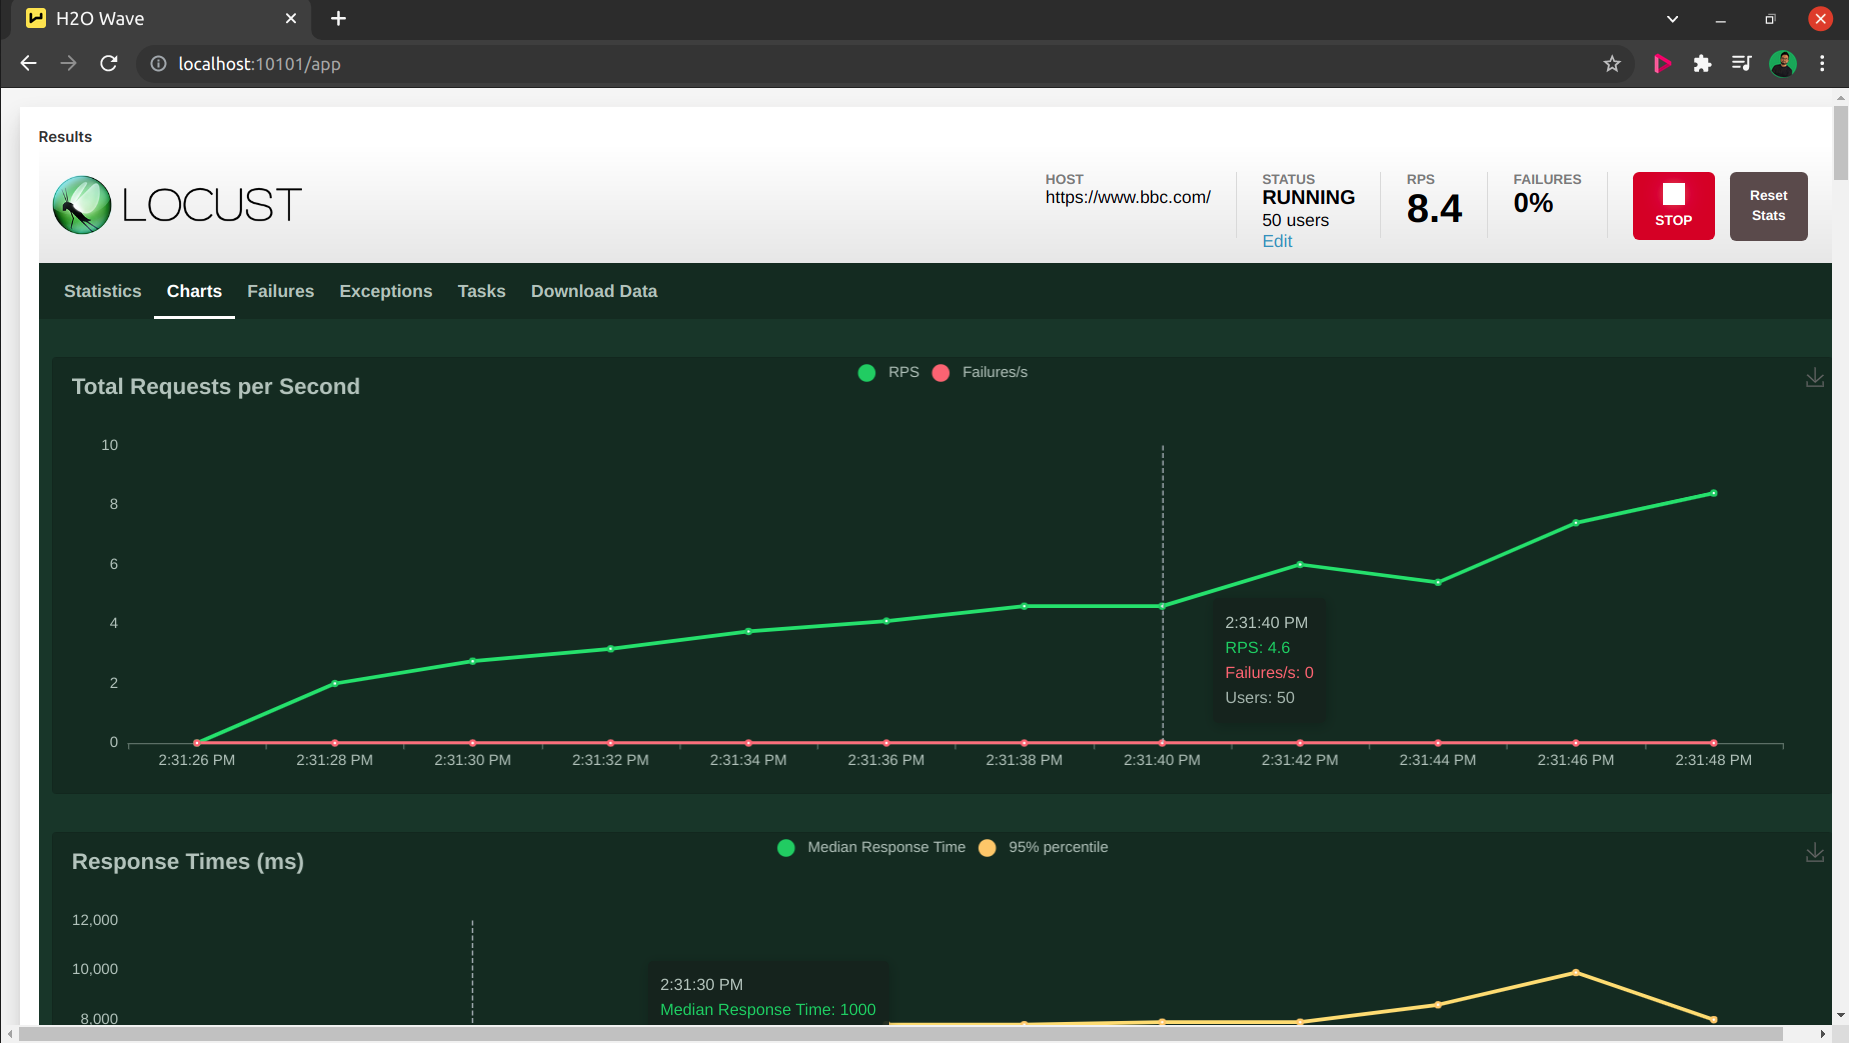 H2O Wave
localhost:10101/app
Results
LOCUST
HOST
https://www.bbc.com/
STATUS
RUNNING
50 users
Edit
RPS
8.4
FAILURES
0%
STOP
Reset
Stats
Statistics Charts Failures Exceptions Tasks Download Data
Total Requests per Second
RPS Failures/s
10
8
6
4
2
0
2:31:40 PM
RPS: 4.6
Failures/s: 0
Users: 50
2:31:26 PM 2:31:28 PM 2:31:30 PM 2:31:32 PM 2:31:34 PM 2:31:36 PM 2:31:38 PM 2:31:40 PM 2:31:42 PM 2:31:44 PM 2:31:46 PM 2:31:48 PM
Response Times (ms)
Median Response Time 95% percentile
12,000
10,000
8,000
2:31:30 PM
Median Response Time: 1000